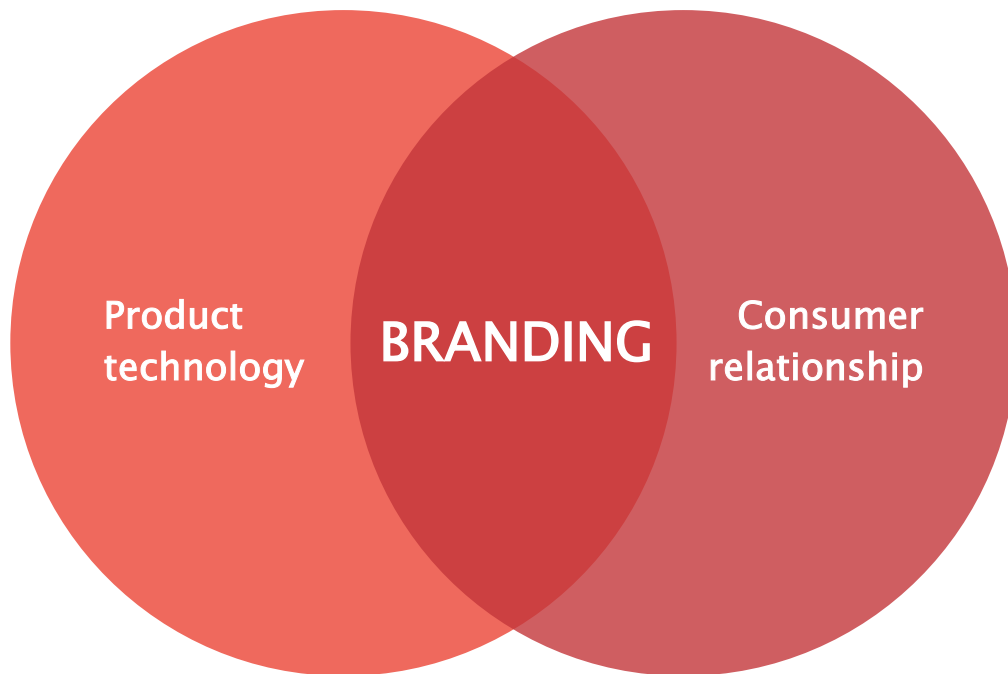 Product
technology
BRANDING
Consumer
relationship